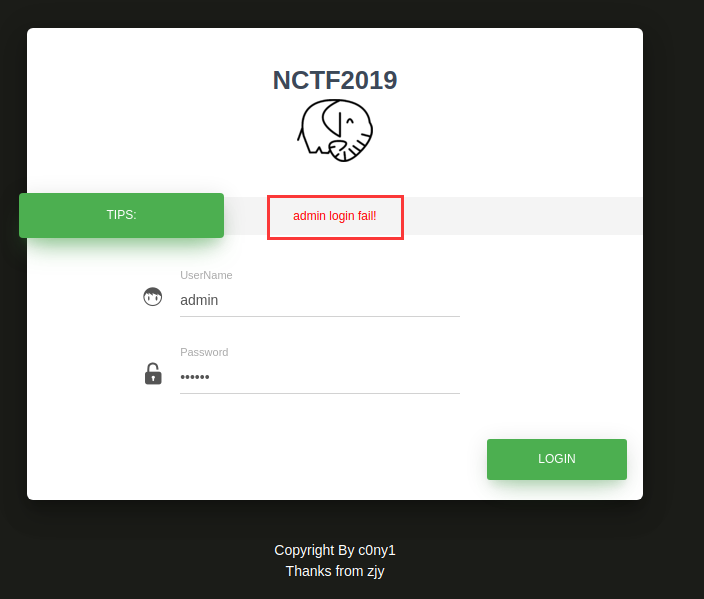 NCTF2019
TIPS:
admin login fail!
UserName
admin
Password
••••••
LOGIN
Copyright By c0ny1
Thanks from zjy